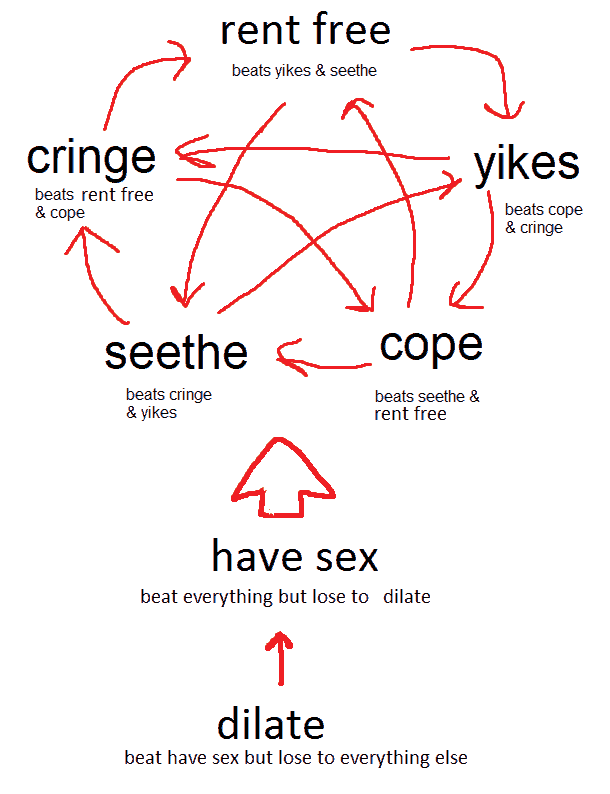 rent free
beats yikes & seethe
cringe
beats rent free
& cope
yikes
beats cope
& cringe
seethe
beats cringe
& yikes
cope
beats seethe &
rent free
have sex
beat everything but lose to dilate
dilate
beat have sex but lose to everything else